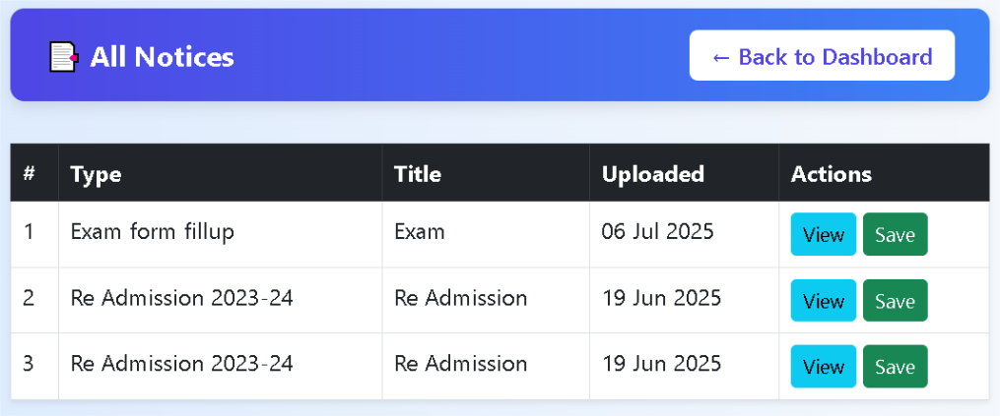 All Notices
← Back to Dashboard
# Type Title Uploaded Actions
1 Exam form fillup Exam 06 Jul 2025 View Save
2 Re Admission 2023-24 Re Admission 19 Jun 2025 View Save
3 Re Admission 2023-24 Re Admission 19 Jun 2025 View Save